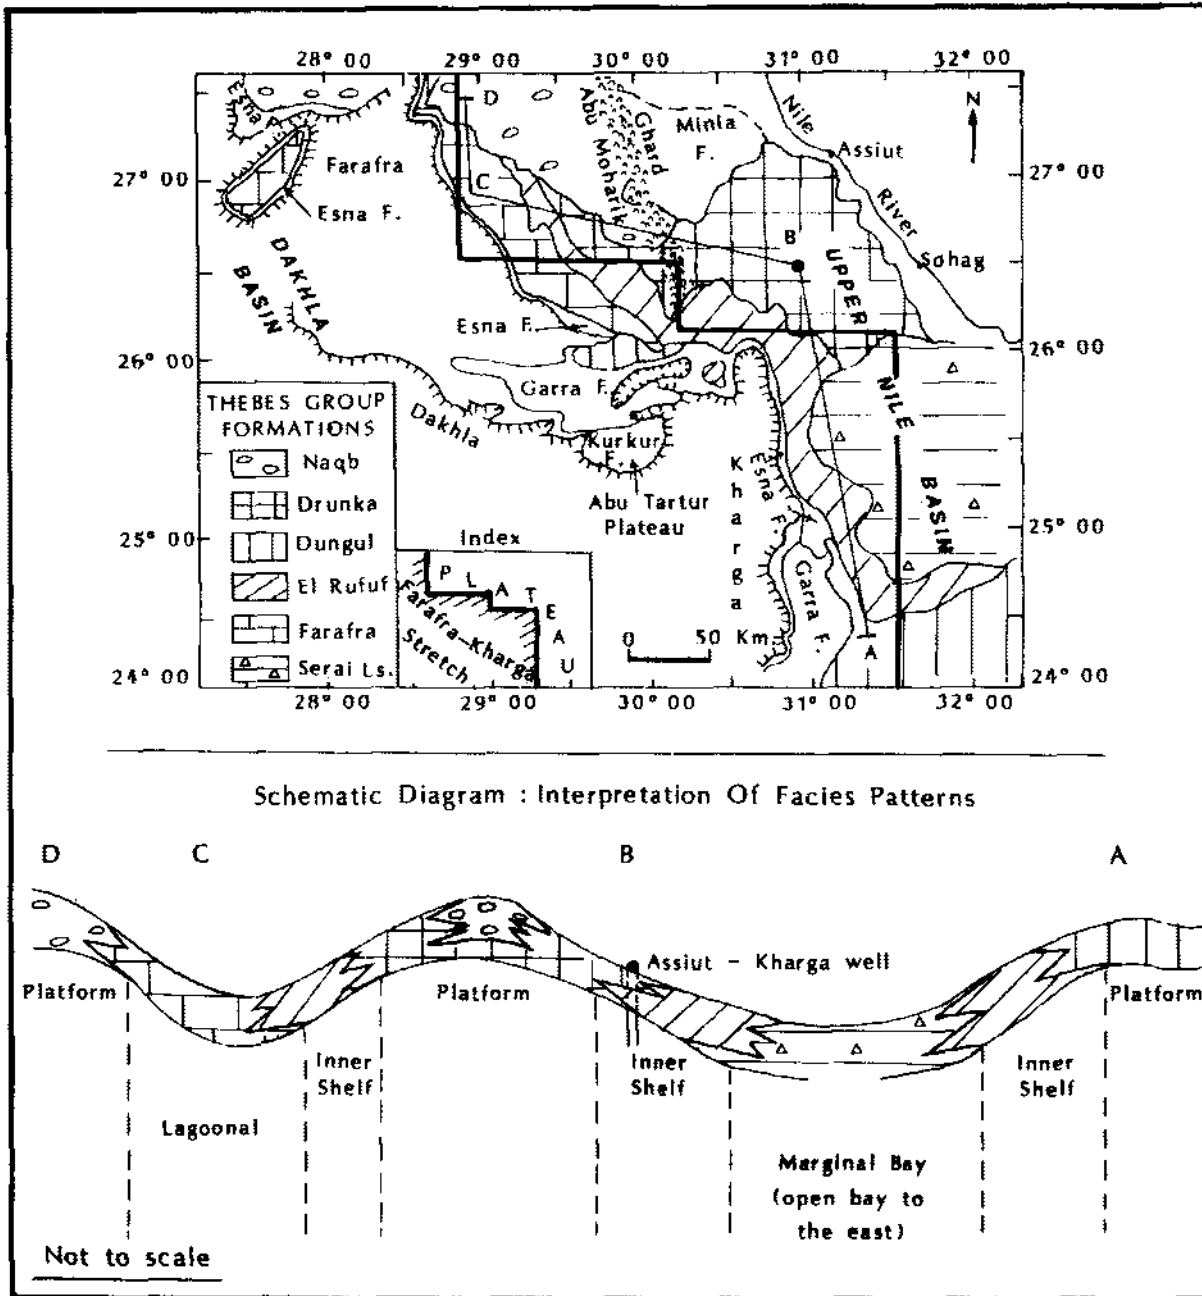 28° 00 29° 00 30° 00 31° 00 32° 00
27° 00
26° 00
25° 00
24° 00
27° 00
26° 00
25° 00
24° 00
28° 00 29° 00 30° 00 31° 00 32° 00
N
Esna F.
Farafra
Esna F.
DAKHLA
BASIN
D
C
B
A
Ghard
Abu Moharik
Minia
F.
Nile
River
Assiut
Sohag
UPPER
NILE
BASIN
Esna F.
Garra F.
Dakhla
Kurkur
F.
Abu Tartur
Plateau
Kharga
Esna F.
Garra F.
0 50 Km.
THEBES GROUP
FORMATIONS
Naqb
Drunka
Dungul
El Rufuf
Farafra
Serai Ls.
Index
PLATEAU
Farafra-Kharga
Stretch
Schematic Diagram : Interpretation Of Facies Patterns
D C B A
Assiut - Kharga well
Platform
Platform
Platform
Inner
Shelf
Inner
Shelf
Inner
Shelf
Lagoonal
Marginal Bay
(open bay to
the east)
Not to scale